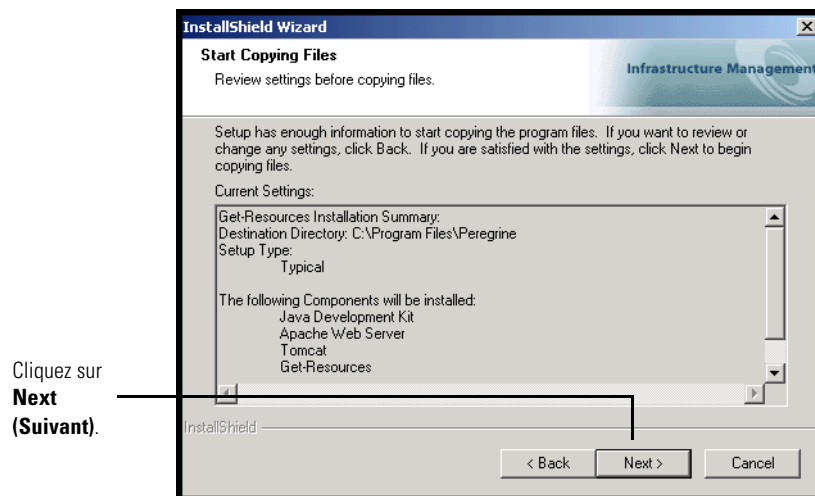 InstallShield Wizard
Start Copying Files
Review settings before copying files.
Infrastructure Management
Setup has enough information to start copying the program files. If you want to review or
change any settings, click Back. If you are satisfied with the settings, click Next to begin
copying files.
Current Settings:
Get-Resources Installation Summary:
Destination Directory: C:\Program Files\Peregrine
Setup Type:
Typical
The following Components will be installed:
Java Development Kit
Apache Web Server
Tomcat
Get-Resources
Cliquez sur
Next
(Suivant).
InstallShield
< Back
Next >
Cancel